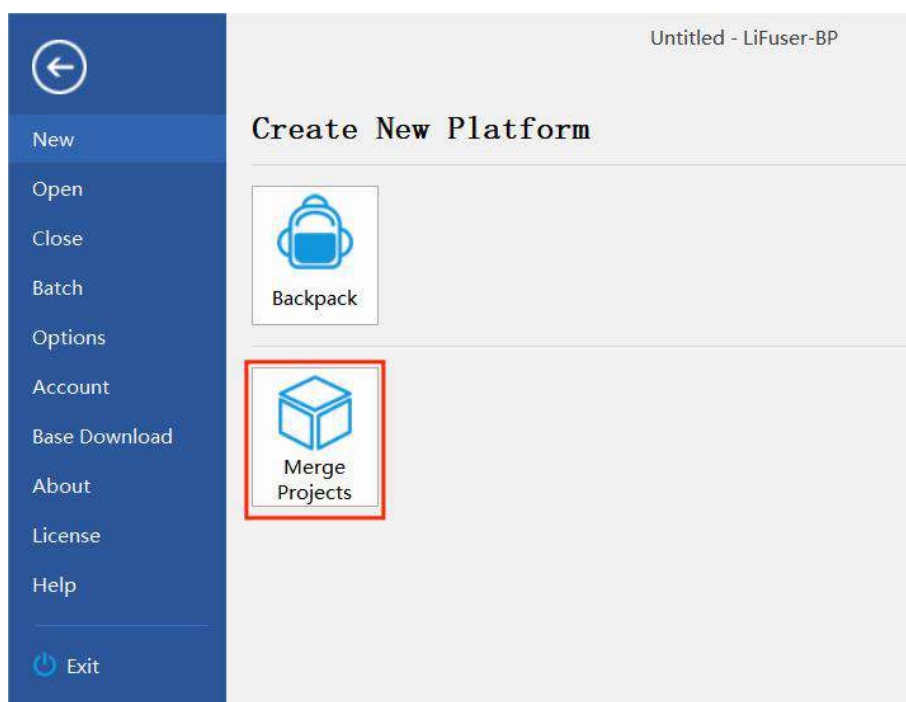 Untitled - LiFuser-BP
New
Open
Close
Batch
Options
Account
Base Download
About
License
Help
Exit
Create New Platform
Backpack
Merge
Projects